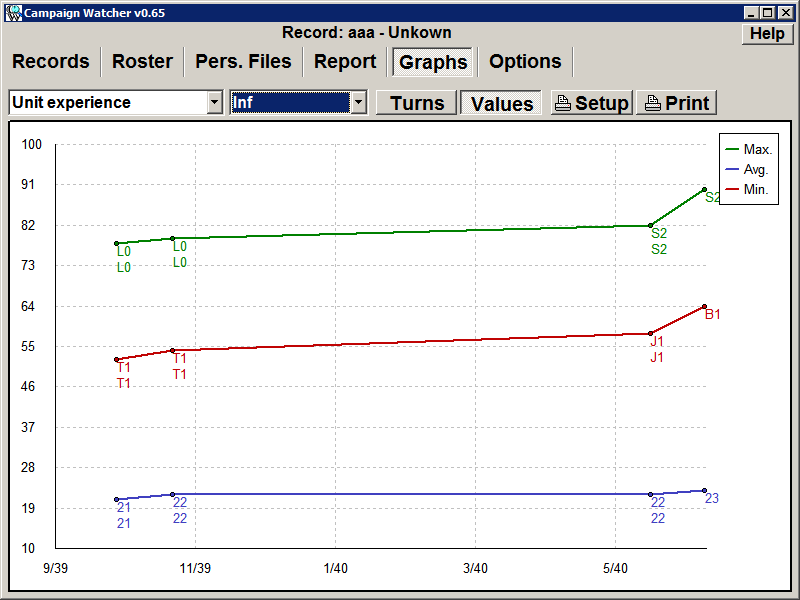 Campaign Watcher v0.65
Record: aaa - Unkown
Help
Records Roster Pers. Files Report Graphs Options
Unit experience Inf Turns Values Setup Print
100
91
82
73
64
55
46
37
28
19
10
9/39 11/39 1/40 3/40 5/40
Max.
Avg.
Min.
L0
L0
L0
L0
S2
S2
S2
T1
T1
T1
T1
J1
J1
B1
21
21
22
22
22
22
23